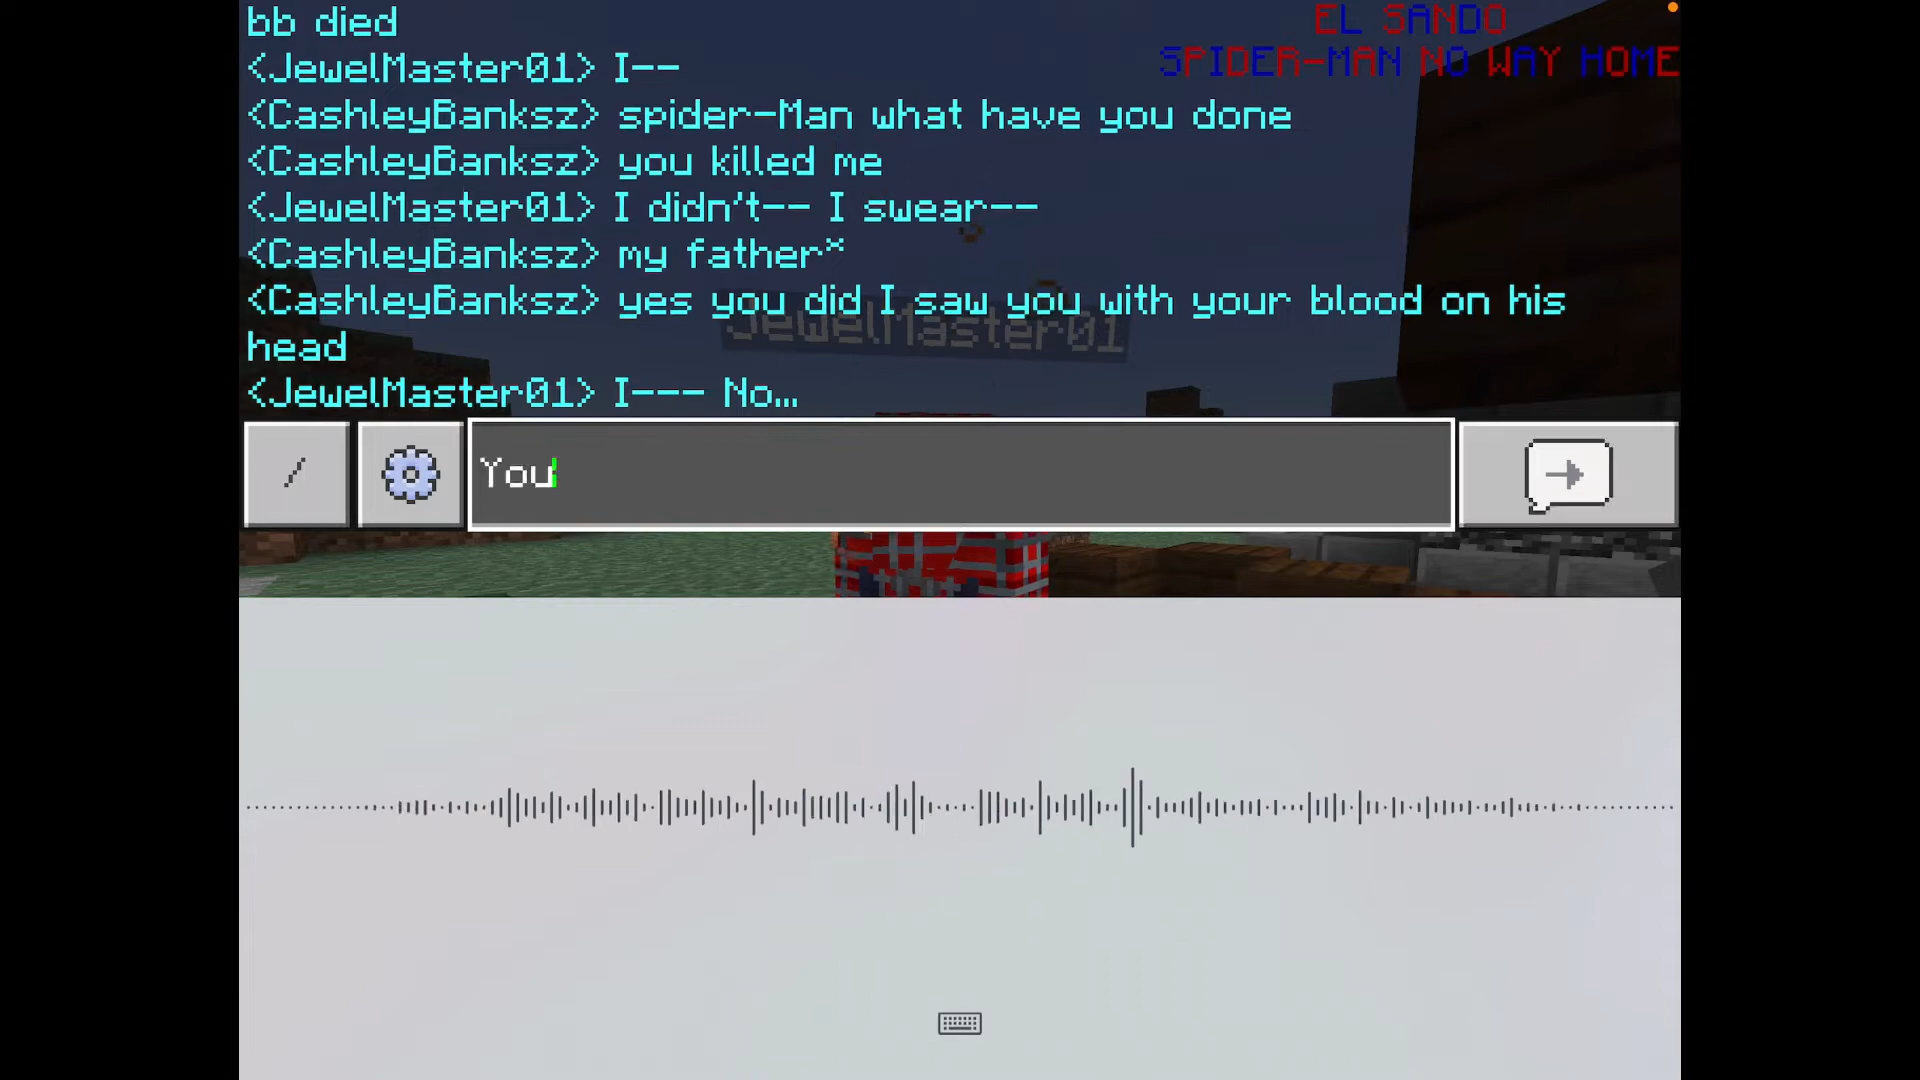 bb died
EL SANDO
SPIDER-MAN NO WAY HOME
<JewelMaster01> I--
<CashleyBanksz> spider-Man what have you done
<CashleyBanksz> you killed me
<JewelMaster01> I didn't-- I swear--
<CashleyBanksz> my father*
<CashleyBanksz> yes you did I saw you with your blood on his
head
JewelMaster01
<JewelMaster01> I--- No...
/
You